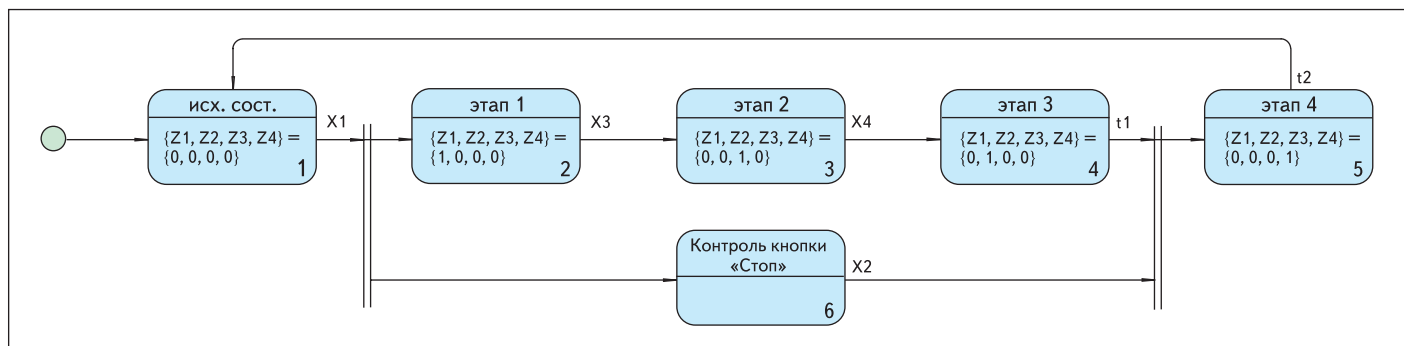 t2
исх. сост.
{Z1, Z2, Z3, Z4} =
{0, 0, 0, 0}
1
X1
этап 1
{Z1, Z2, Z3, Z4} =
{1, 0, 0, 0}
2
X3
этап 2
{Z1, Z2, Z3, Z4} =
{0, 0, 1, 0}
3
X4
этап 3
{Z1, Z2, Z3, Z4} =
{0, 1, 0, 0}
4
t1
этап 4
{Z1, Z2, Z3, Z4} =
{0, 0, 0, 1}
5
Контроль кнопки
«Стоп»
6
X2